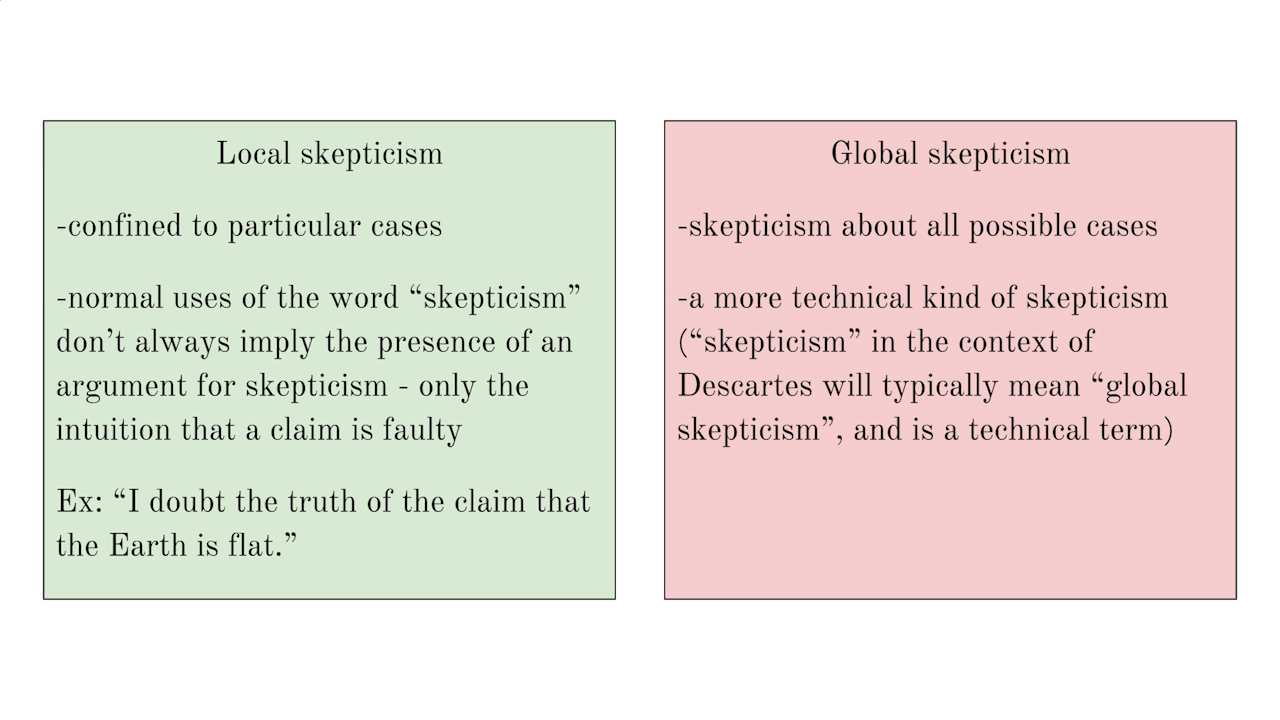 Local skepticism
-confined to particular cases
-normal uses of the word “skepticism”
don’t always imply the presence of an
argument for skepticism - only the
intuition that a claim is faulty
Ex: “I doubt the truth of the claim that
the Earth is flat.”
Global skepticism
-skepticism about all possible cases
-a more technical kind of skepticism
(“skepticism” in the context of
Descartes will typically mean “global
skepticism”, and is a technical term)